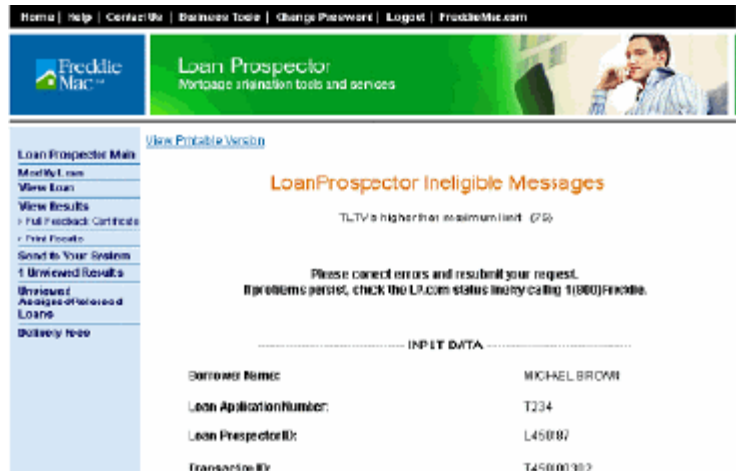 Home | Help | Contact Us | Business Tools | Change Password | Logout | FreddieMac.com
Freddie
Mac
Loan Prospector
Mortgage origination tools and services
View Printable Version
Loan Prospector Main
Modify Loan
View Loan
View Results
› Full Feedback Certificate
› Print Results
Send to Your System
1 Unviewed Results
Unviewed
Assigned/Released
Loans
Delivery Fees
LoanProspector Ineligible Messages
TLTV is higher than maximum limit (75)
Please correct errors and resubmit your request.
If problems persist, check the LP.com status line by calling 1(800)Freddie.
INPUT DATA
Borrower Name: MICHAEL BROWN
Loan Application Number: T234
Loan Prospector ID: L458187
Transaction ID: